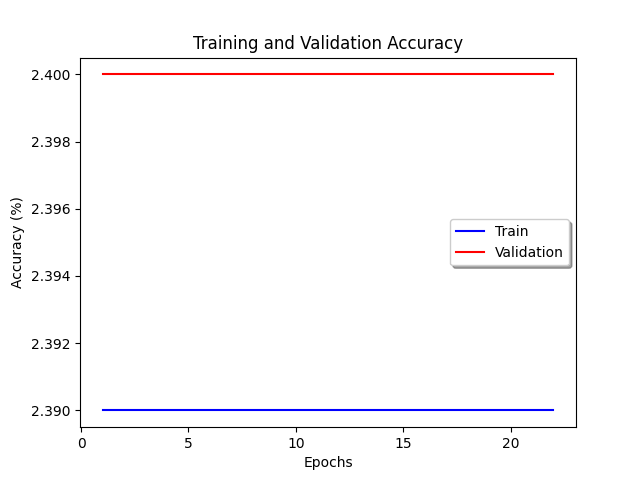 Training and Validation Accuracy
2.400
2.398
2.396
2.394
2.392
2.390
Accuracy (%)
Train
Validation
0
5
10
15
20
Epochs